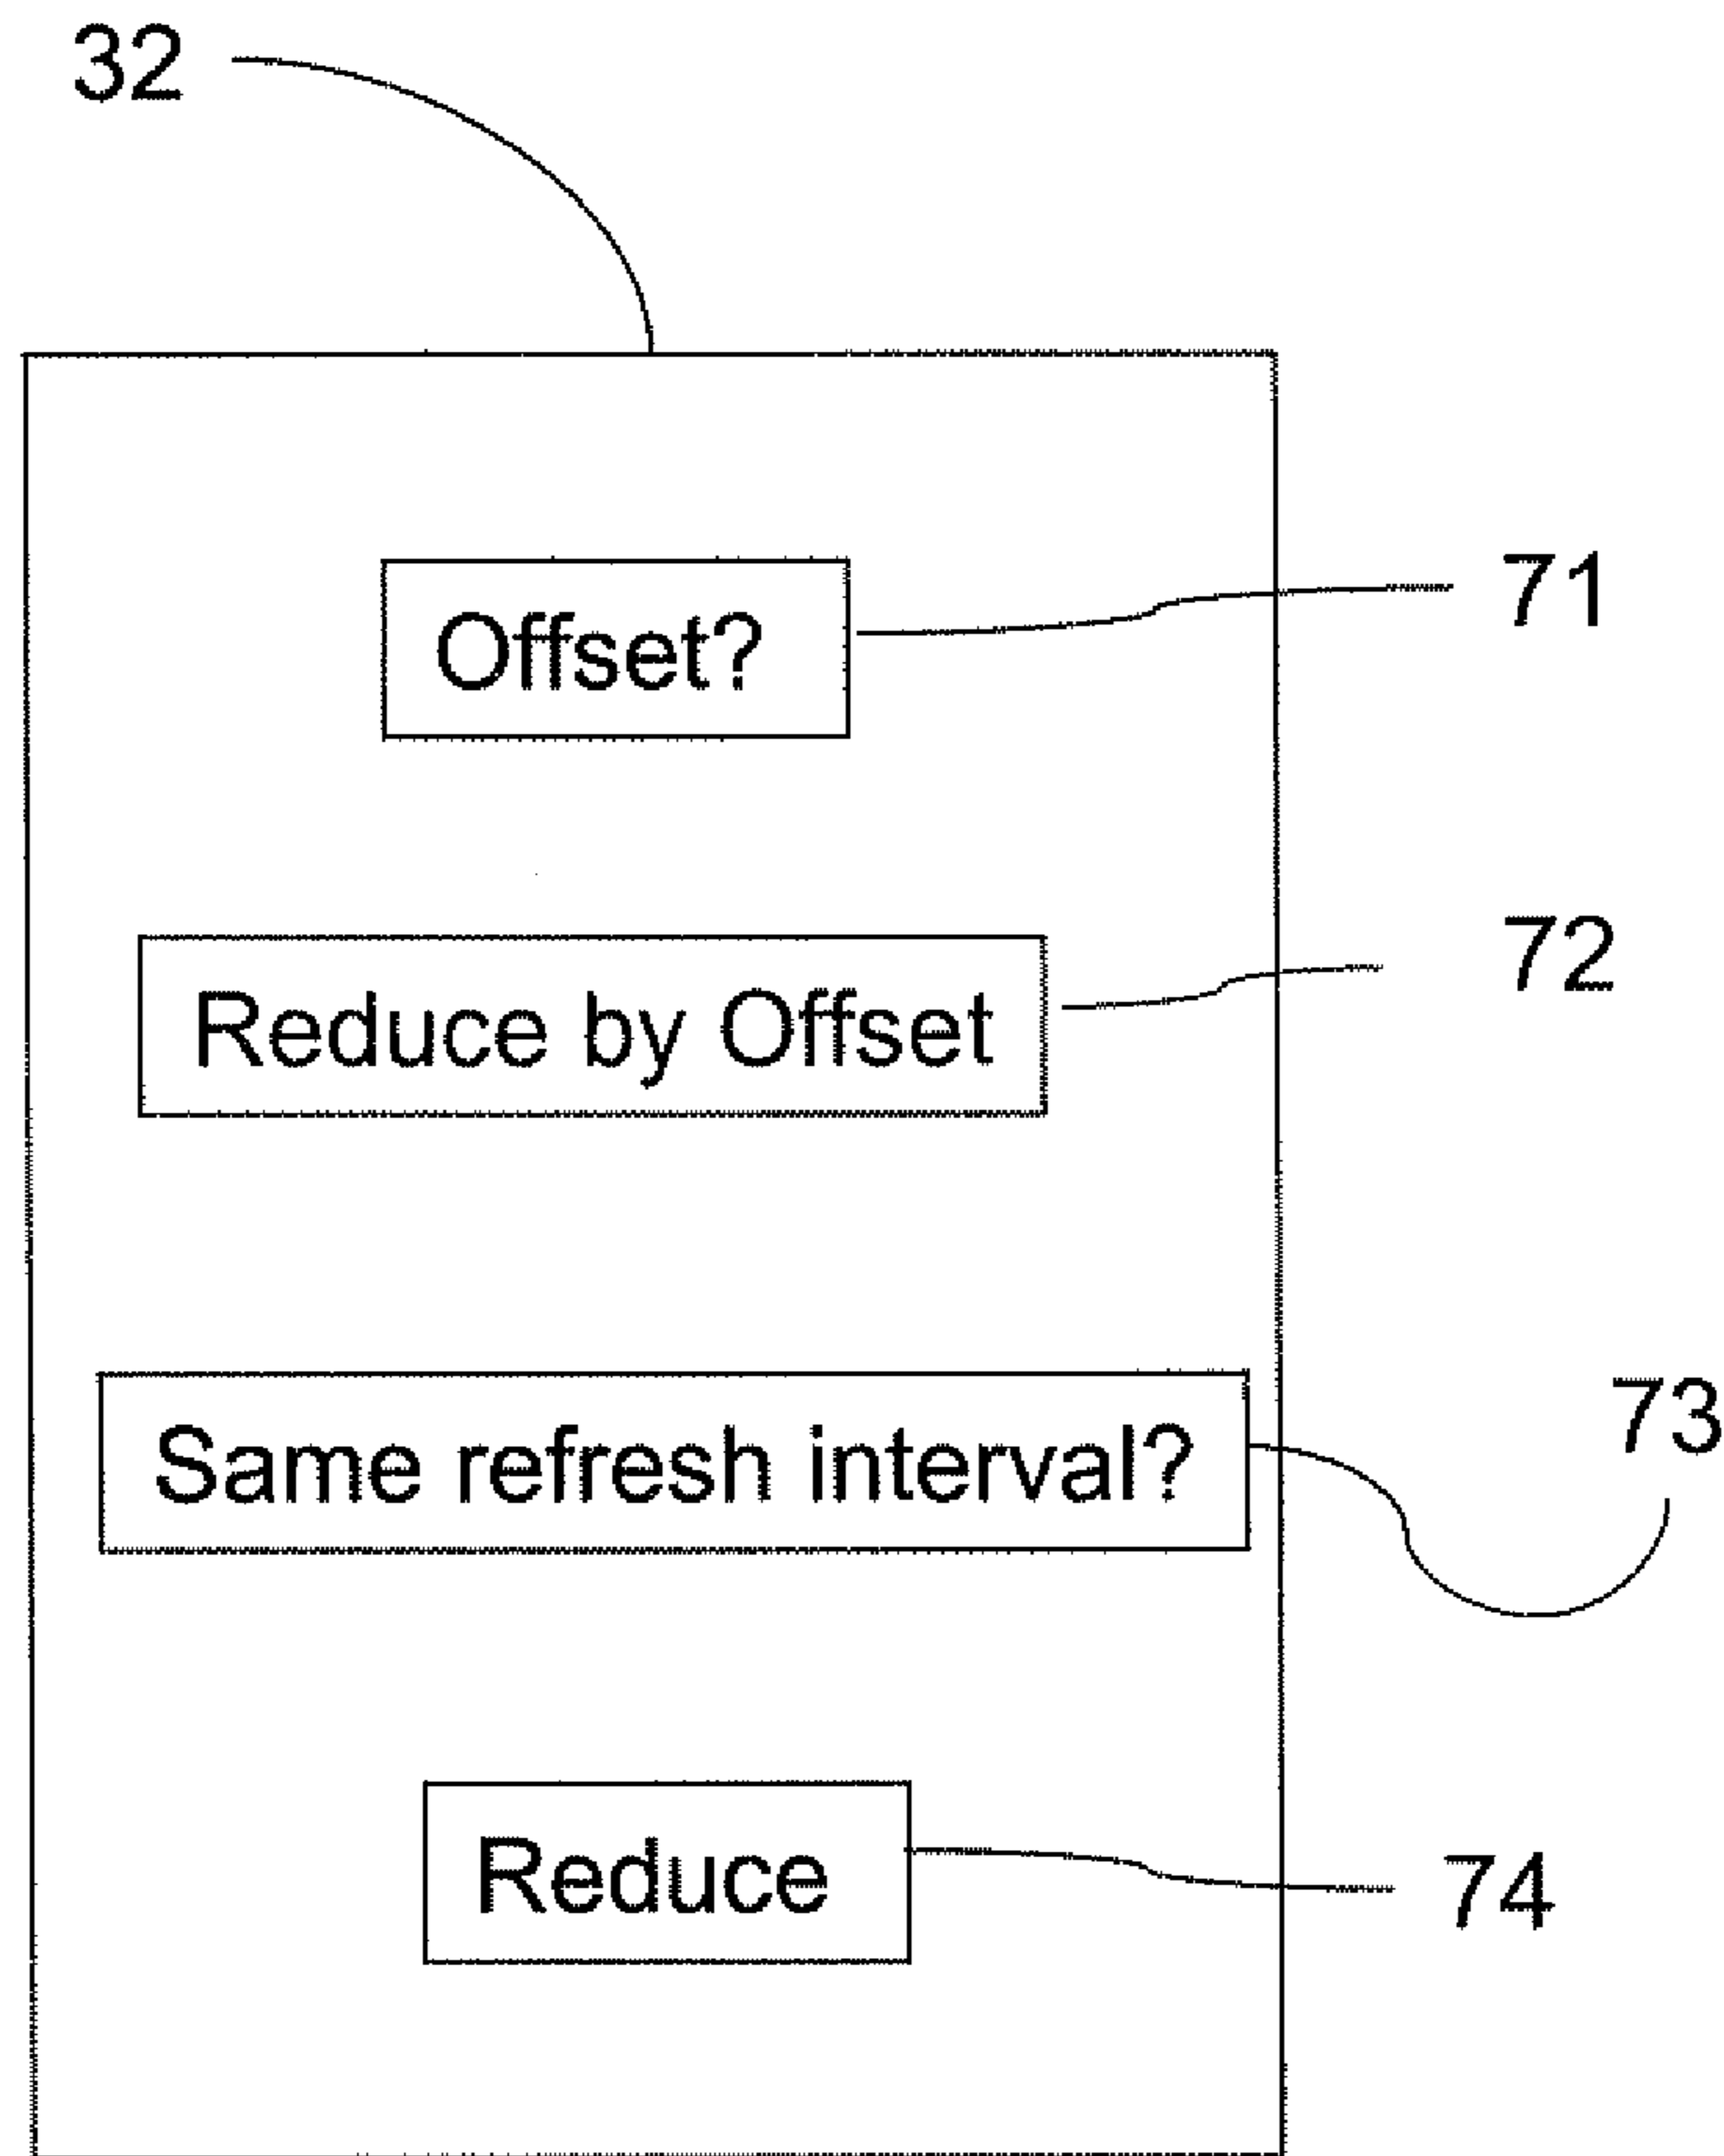 32
Offset?
71
Reduce by Offset
72
Same refresh interval?
73
Reduce
74